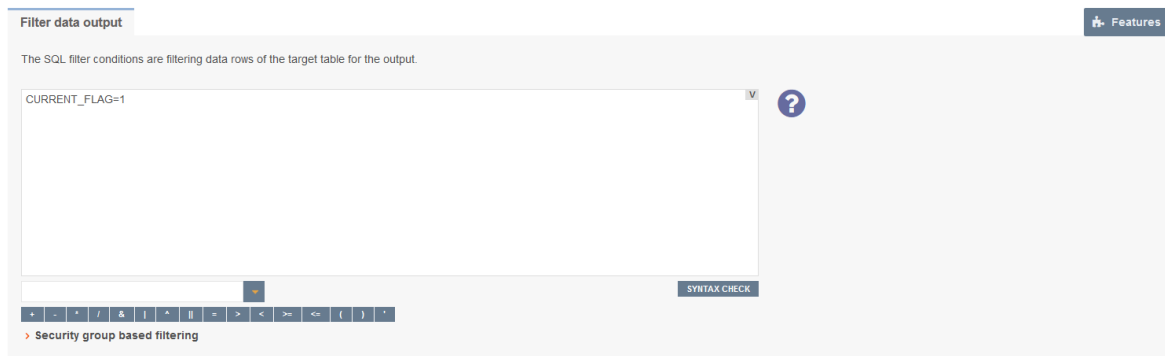 Filter data output
Features
The SQL filter conditions are filtering data rows of the target table for the output.
CURRENT_FLAG=1
V
?
SYNTAX CHECK
+ - * / & | ^ || = > < >= <= ( ) '
> Security group based filtering